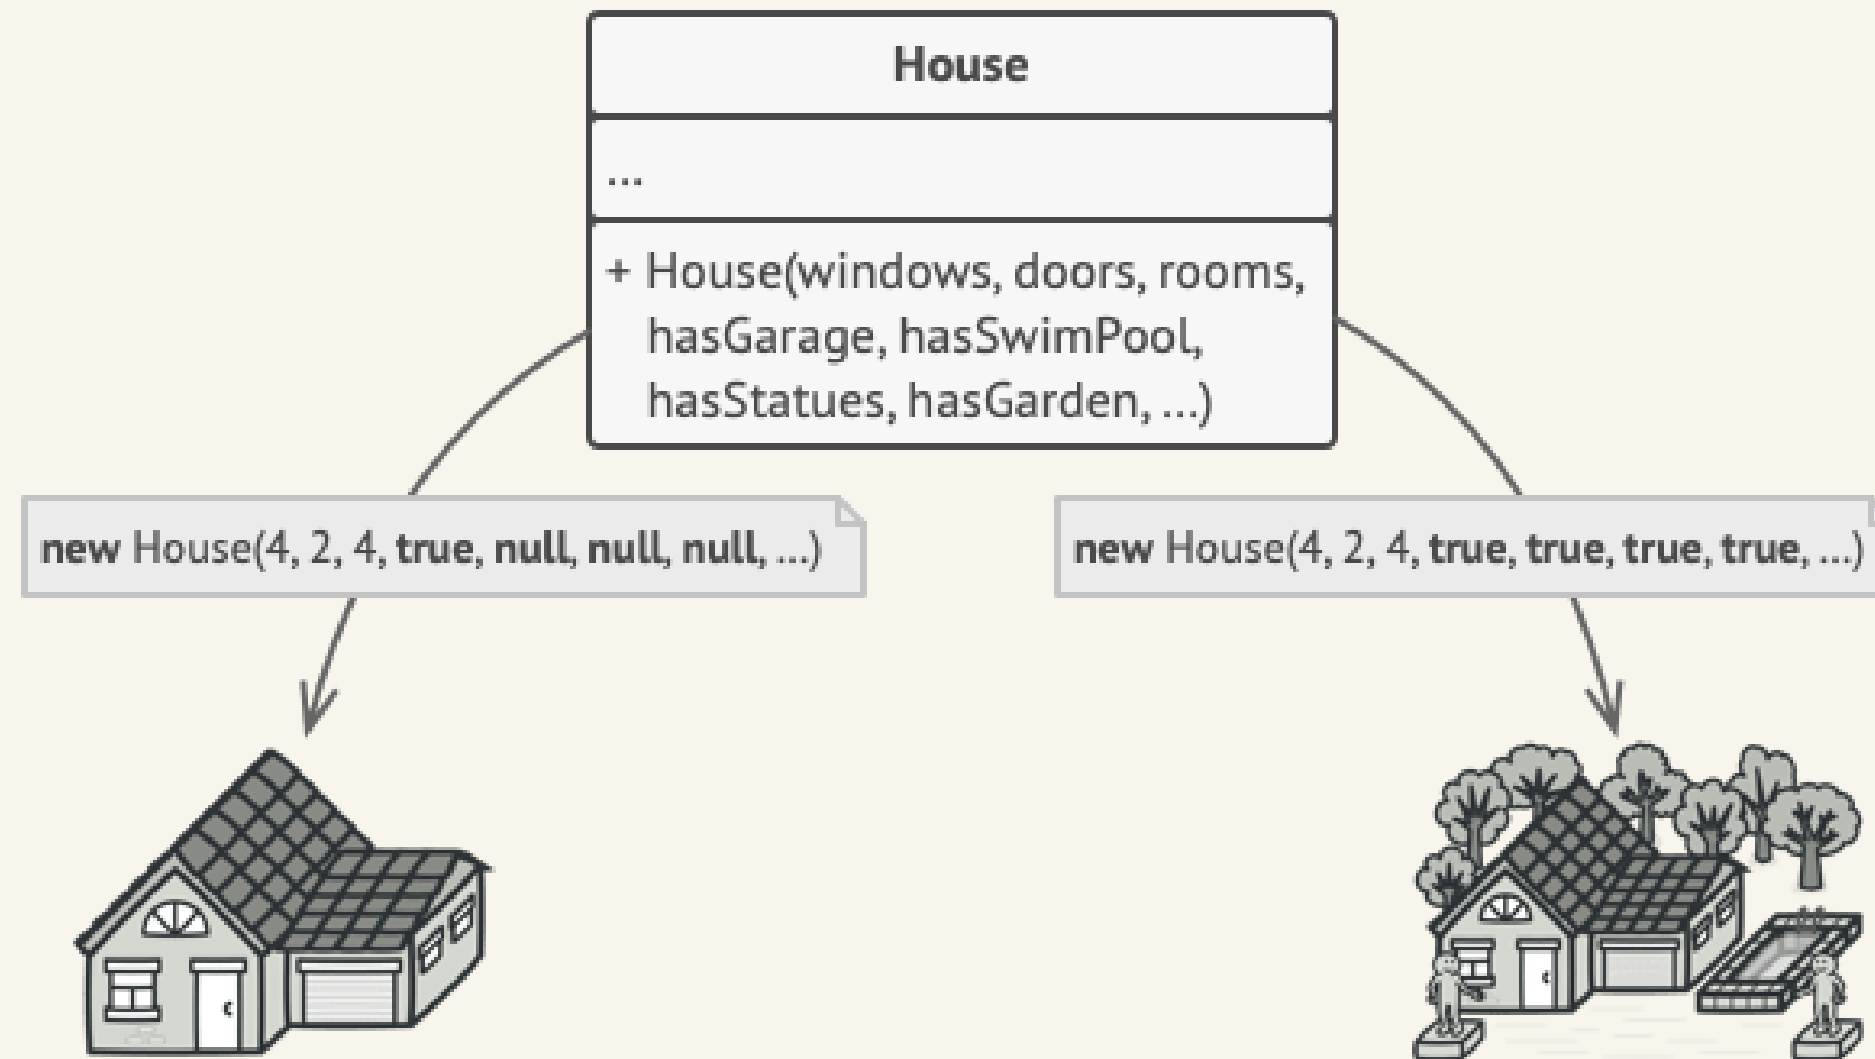 House
...
+ House(windows, doors, rooms,
hasGarage, hasSwimPool,
hasStatues, hasGarden, ...)
new House(4, 2, 4, true, null, null, null, ...)
new House(4, 2, 4, true, true, true, true, ...)